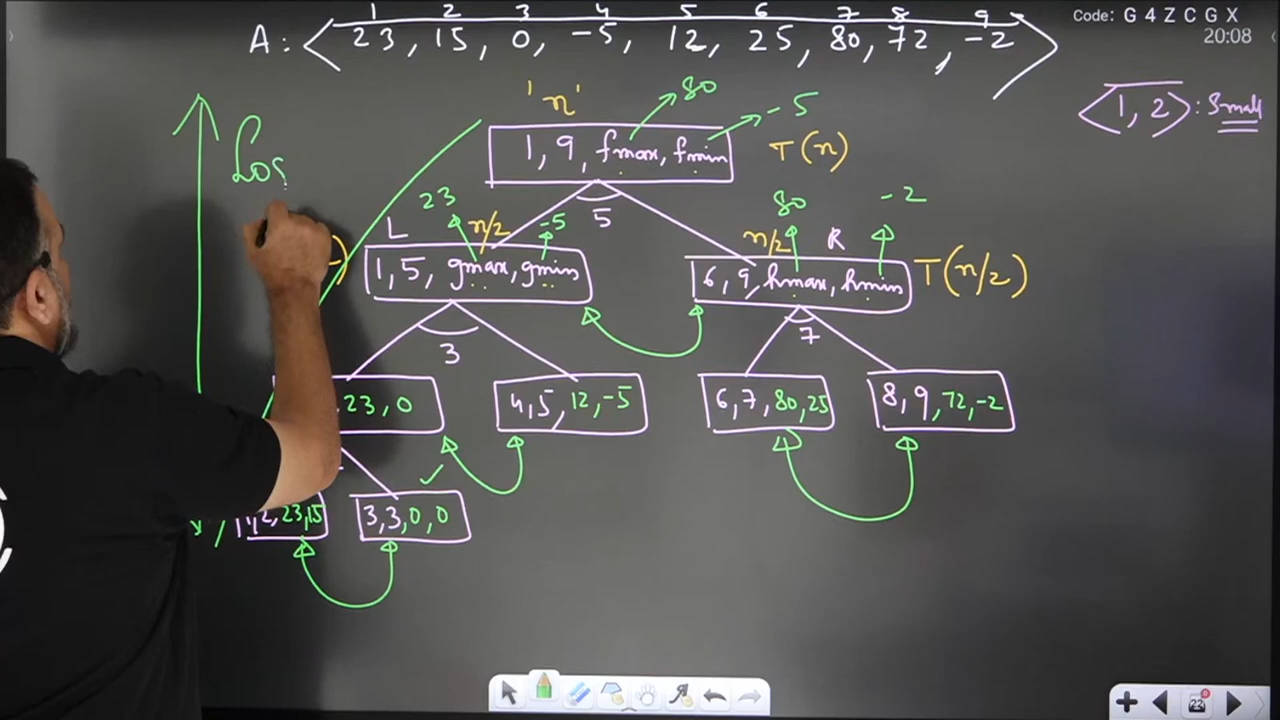 1 2 3 4 5 6 7 8 9
A: <23, 15, 0, -5, 12, 25, 80, 72, -2>
Code: G 4 Z C G X
20:08
<1, 2> : Small
'n'
80
-5
1, 9, fmax, fmin
T(n)
Log
5
L
23
n/2
-5
1, 5, gmax, gmin
n/2
80
R
-2
6, 9, hmax, hmin
T(n/2)
3
7
23, 0
4, 5, 12, -5
6, 7, 80, 25
8, 9, 72, -2
1, 2, 23, 15
3, 3, 0, 0
22